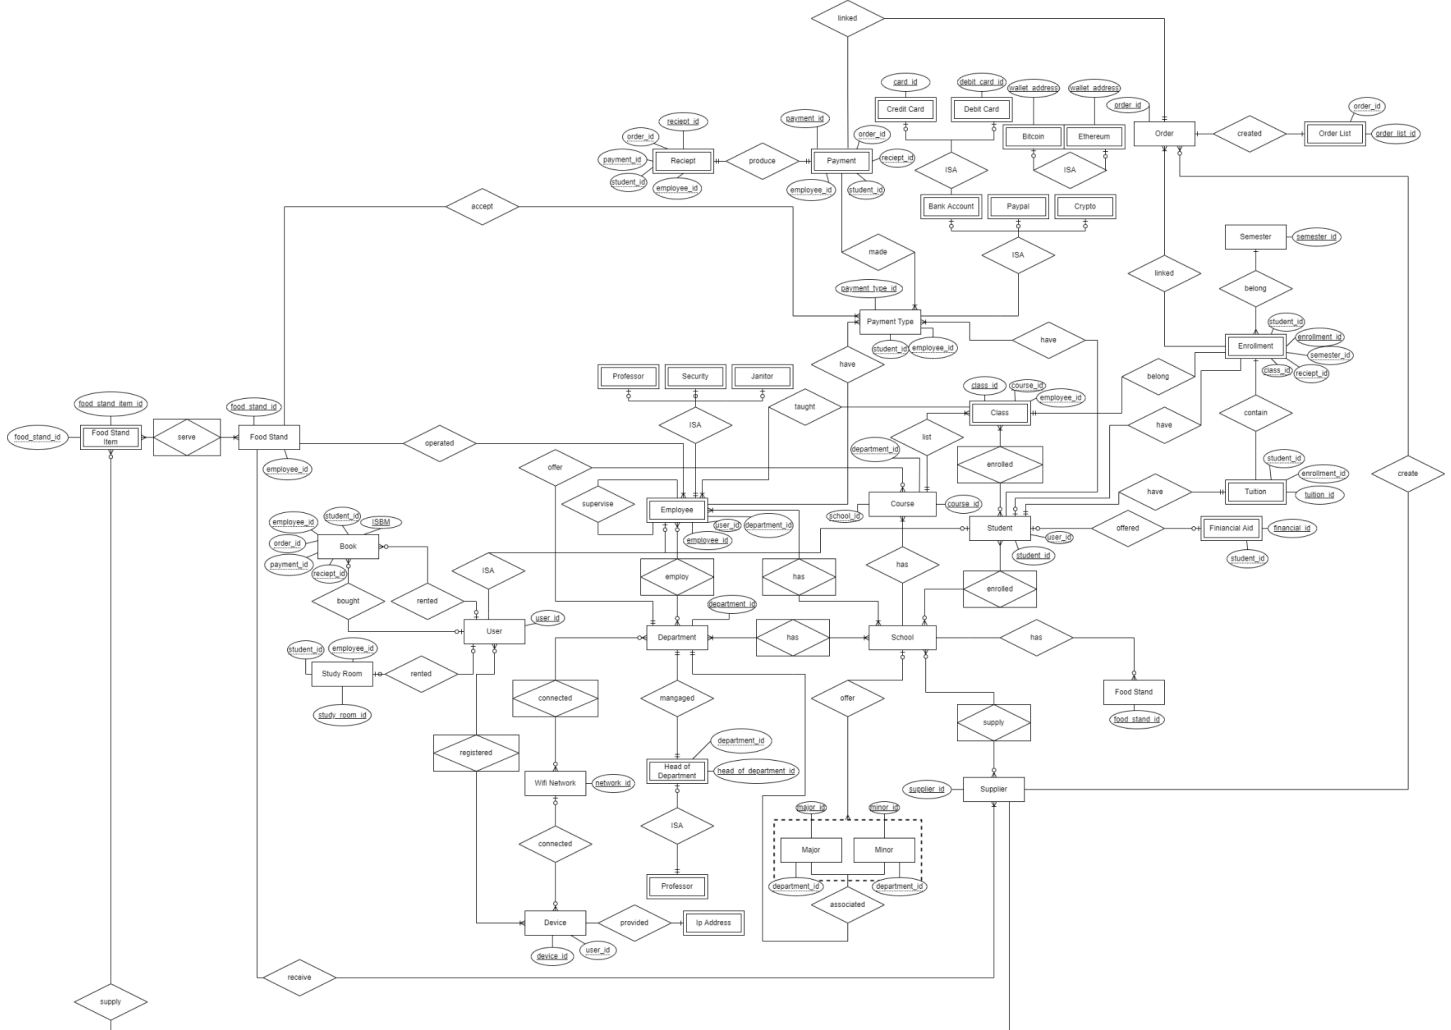 linked
card_id
debit_card_id
wallet_address
wallet_address
order_id
order_id
Credit Card
Debit Card
payment_id
reciept_id
order_id
order_id
Bitcoin
Ethereum
Order
created
Order List
order_list_id
payment_id
Reciept
produce
Payment
reciept_id
student_id
employee_id
employee_id
student_id
ISA
ISA
accept
Bank Account
Paypal
Crypto
Semester
semester_id
made
ISA
linked
payment_type_id
belong
Payment Type
student_id
enrollment_id
student_id
employee_id
have
Enrollment
semester_id
have
class_id
reciept_id
belong
Professor
Security
Janitor
class_id
course_id
employee_id
food_stand_item_id
food_stand_id
taught
Class
contain
food_stand_id
Food Stand
Item
serve
Food Stand
operated
ISA
list
have
employee_id
department_id
student_id
offer
enrolled
enrollment_id
create
supervise
Course
course_id
have
Tuition
tuition_id
student_id
ISBM
employee_id
Employee
user_id
department_id
school_id
Student
user_id
offered
Finiancial Aid
financial_id
order_id
Book
employee_id
student_id
student_id
payment_id
reciept_id
ISA
employ
has
has
enrolled
bought
rented
department_id
user_id
User
Department
has
School
has
student_id
employee_id
Study Room
rented
connected
mangaged
offer
Food Stand
study_room_id
food_stand_id
supply
department_id
registered
Head of
Department
head_of_department_id
Wifi Network
network_id
supplier_id
Supplier
major_id
minor_id
ISA
connected
Major
Minor
Professor
department_id
department_id
associated
Device
provided
Ip Address
device_id
user_id
receive
supply